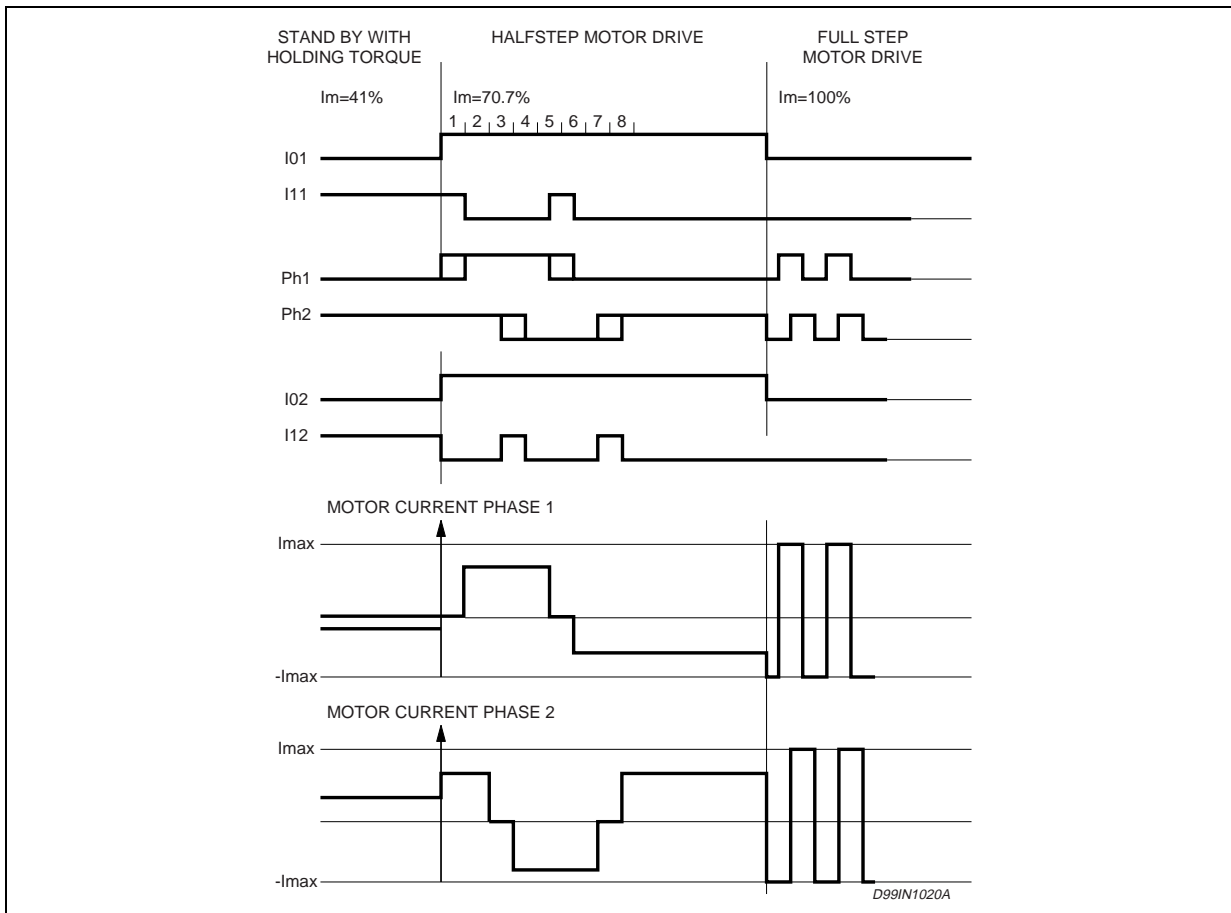 STAND BY WITH
HOLDING TORQUE
HALFSTEP MOTOR DRIVE
FULL STEP
MOTOR DRIVE
Im=41%
Im=70.7%
Im=100%
1 2 3 4 5 6 7 8
I01
I11
Ph1
Ph2
I02
I12
MOTOR CURRENT PHASE 1
Imax
-Imax
MOTOR CURRENT PHASE 2
Imax
-Imax
D99IN1020A